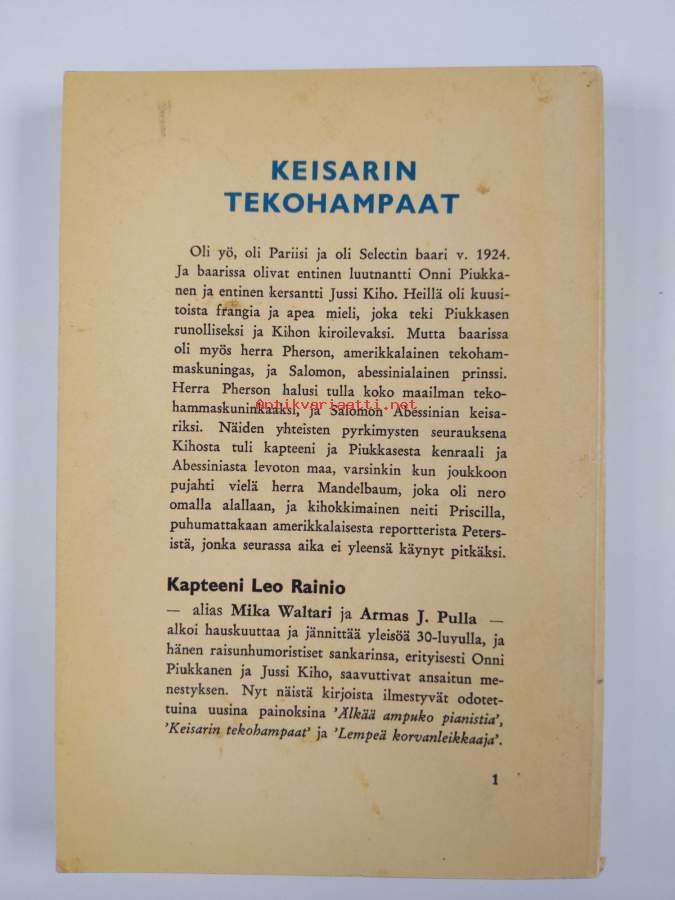 KEISARIN
TEKOHAMPAAT
Oli yö, oli Pariisi ja oli Selectin baari v. 1924.
Ja baarissa olivat entinen luutnantti Onni Piukka-
nen ja entinen kersantti Jussi Kiho. Heillä oli kuusi-
toista frangia ja apea mieli, joka teki Piukkasen
runolliseksi ja Kihon kiroilevaksi. Mutta baarissa
oli myös herra Pherson, amerikkalainen tekoham-
maskuningas, ja Salomon, abessinialainen prinssi.
Herra Pherson halusi tulla koko maailman teko-
hammaskuninkaaksi, ja Salomon Abessinian keisa-
Antikvariaatti.net
riksi. Näiden yhteisten pyrkimysten seurauksena
Kihosta tuli kapteeni ja Piukkasesta kenraali ja
Abessiniasta levoton maa, varsinkin kun joukkoon
pujahti vielä herra Mandelbaum, joka oli nero
omalla alallaan, ja kihokkimainen neiti Priscilla,
puhumattakaan amerikkalaisesta reportterista Peters-
istä, jonka seurassa aika ei yleensä käynyt pitkäksi.
Kapteeni Leo Rainio
— alias Mika Waltari ja Armas J. Pulla —
alkoi hauskuuttaa ja jännittää yleisöä 30-luvulla, ja
hänen raisunhumoristiset sankarinsa, erityisesti Onni
Piukkanen ja Jussi Kiho, saavuttivat ansaitun me-
nestyksen. Nyt näistä kirjoista ilmestyvät odotet-
tuina uusina painoksina 'Älkää ampuko pianistia',
'Keisarin tekohampaat' ja 'Lempeä korvanleikkaaja'.
1